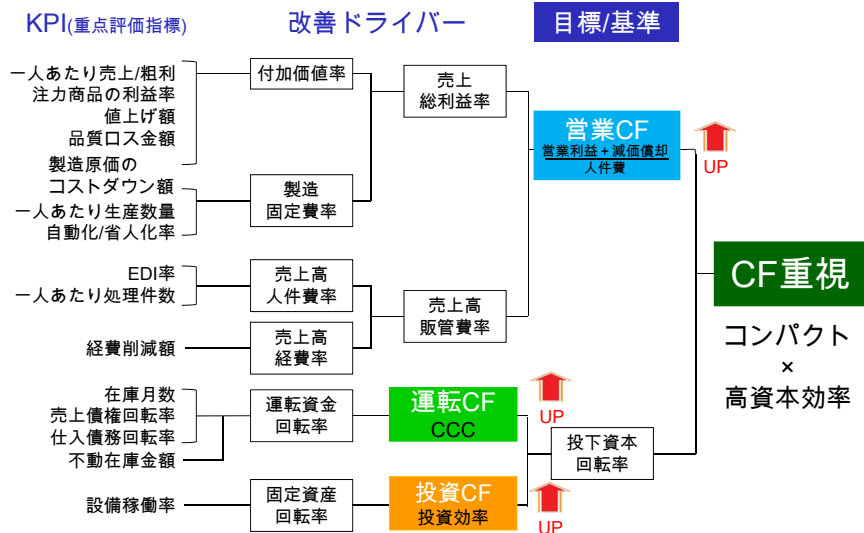 KPI(重点評価指標)
改善ドライバー
目標/基準
一人あたり売上/粗利
注力商品の利益率
値上げ額
品質ロス金額
製造原価の
コストダウン額
一人あたり生産数量
自動化/省人化率
EDI率
一人あたり処理件数
経費削減額
在庫月数
売上債権回転率
仕入債務回転率
不動在庫金額
設備稼働率
付加価値率
製造
固定費率
売上高
人件費率
売上高
経費率
運転資金
回転率
固定資産
回転率
売上
総利益率
売上高
販管費率
営業CF
営業利益+減価償却
人件費
UP
運転CF
CCC
UP
投資CF
投資効率
UP
投下資本
回転率
CF重視
コンパクト
×
高資本効率